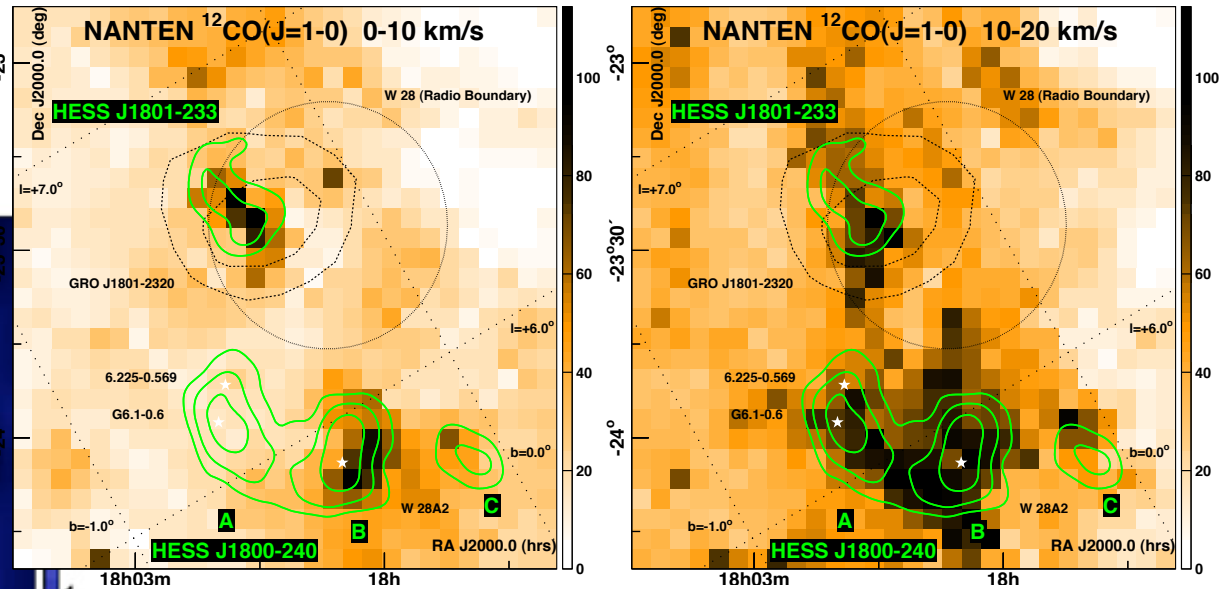 NANTEN ¹²CO(J=1-0) 0-10 km/s
Dec J2000.0 (deg)
W 28 (Radio Boundary)
HESS J1801-233
l=+7.0°
GRO J1801-2320
l=+6.0°
6.225-0.569
G6.1-0.6
b=0.0°
W 28A2
b=-1.0°
A
B
C
HESS J1800-240
RA J2000.0 (hrs)
18h03m
18h
100
80
60
40
20
0
NANTEN ¹²CO(J=1-0) 10-20 km/s
Dec J2000.0 (deg)
-23°
W 28 (Radio Boundary)
HESS J1801-233
l=+7.0°
-23°30´
GRO J1801-2320
l=+6.0°
6.225-0.569
G6.1-0.6
-24°
b=0.0°
W 28A2
b=-1.0°
A
B
C
HESS J1800-240
RA J2000.0 (hrs)
18h03m
18h
100
80
60
40
20
0